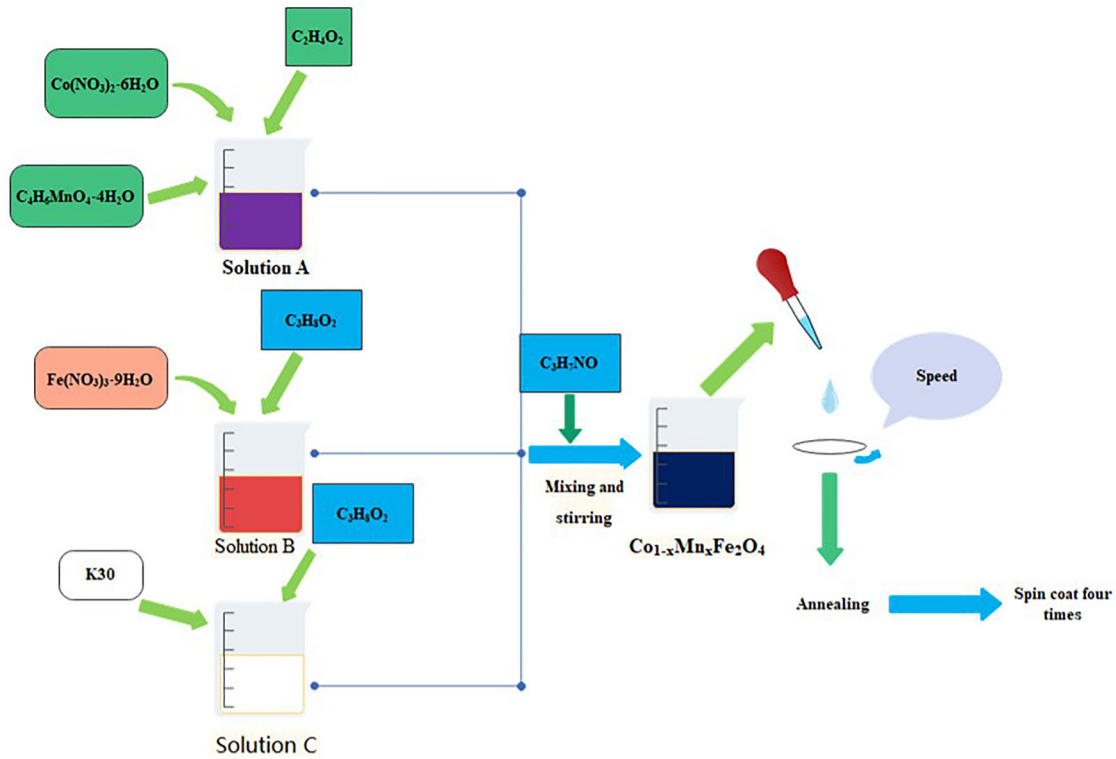 C₂H₄O₂
Co(NO₃)₂-6H₂O
C₄H₆MnO₄-4H₂O
Solution A
C₃H₈O₂
Fe(NO₃)₃-9H₂O
Solution B
C₃H₈O₂
K30
Solution C
C₃H₇NO
Mixing and
stirring
Co₁₋ₓMnₓFe₂O₄
Speed
Annealing
Spin coat four
times